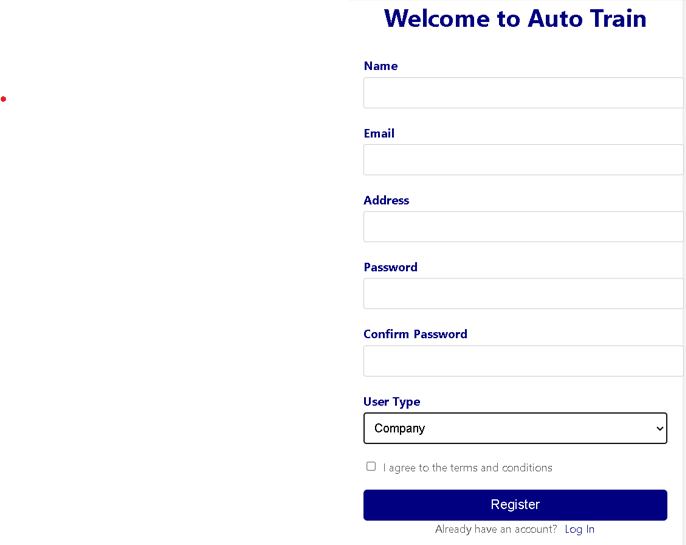 Welcome to Auto Train
Name
Email
Address
Password
Confirm Password
User Type
Company
I agree to the terms and conditions
Register
Already have an account? Log In